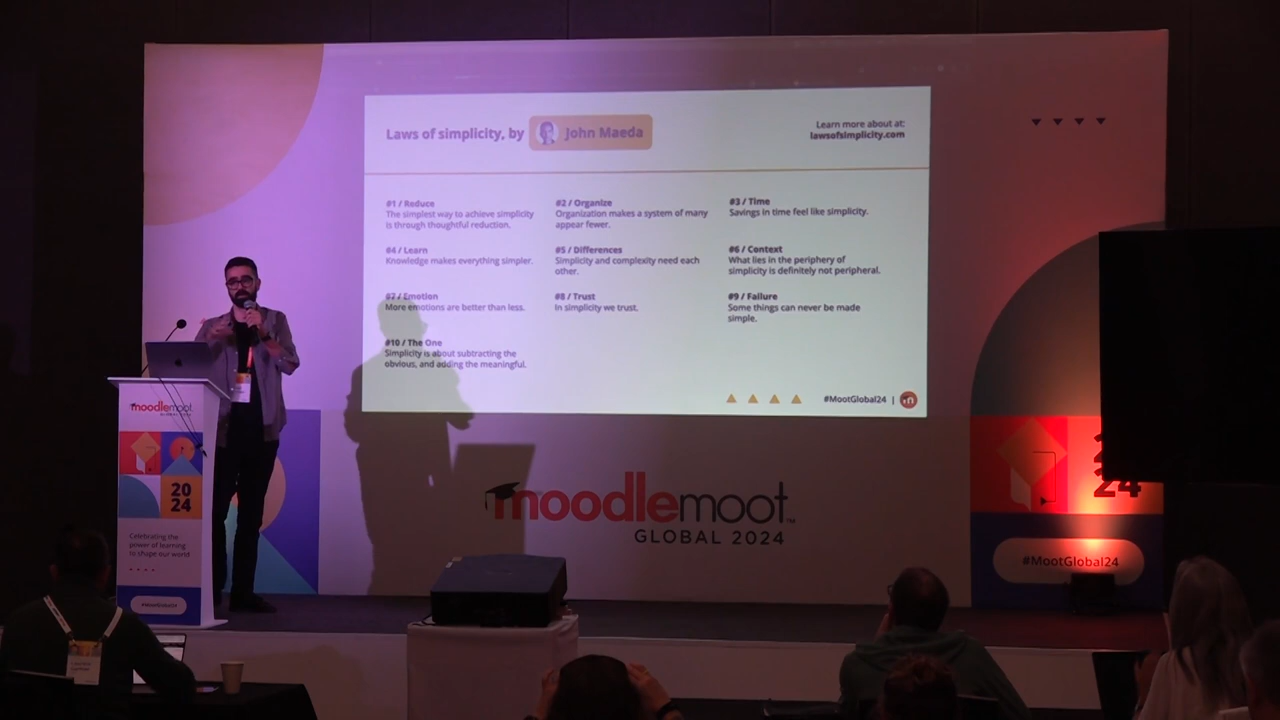 Laws of simplicity, by John Maeda
Learn more about at:
lawsofsimplicity.com
#1 / Reduce
The simplest way to achieve simplicity
is through thoughtful reduction.
#2 / Organize
Organization makes a system of many
appear fewer.
#3 / Time
Savings in time feel like simplicity.
#4 / Learn
Knowledge makes everything simpler.
#5 / Differences
Simplicity and complexity need each
other.
#6 / Context
What lies in the periphery of
simplicity is definitely not peripheral.
#7 / Emotion
More emotions are better than less.
#8 / Trust
In simplicity we trust.
#9 / Failure
Some things can never be made
simple.
#10 / The One
Simplicity is about subtracting the
obvious, and adding the meaningful.
#MootGlobal24 | m
moodlemoot
GLOBAL 2024
20
24
Celebrating the
power of learning
to shape our world
#MootGlobal24
moodlemoot™
GLOBAL 2024
24
#MootGlobal24